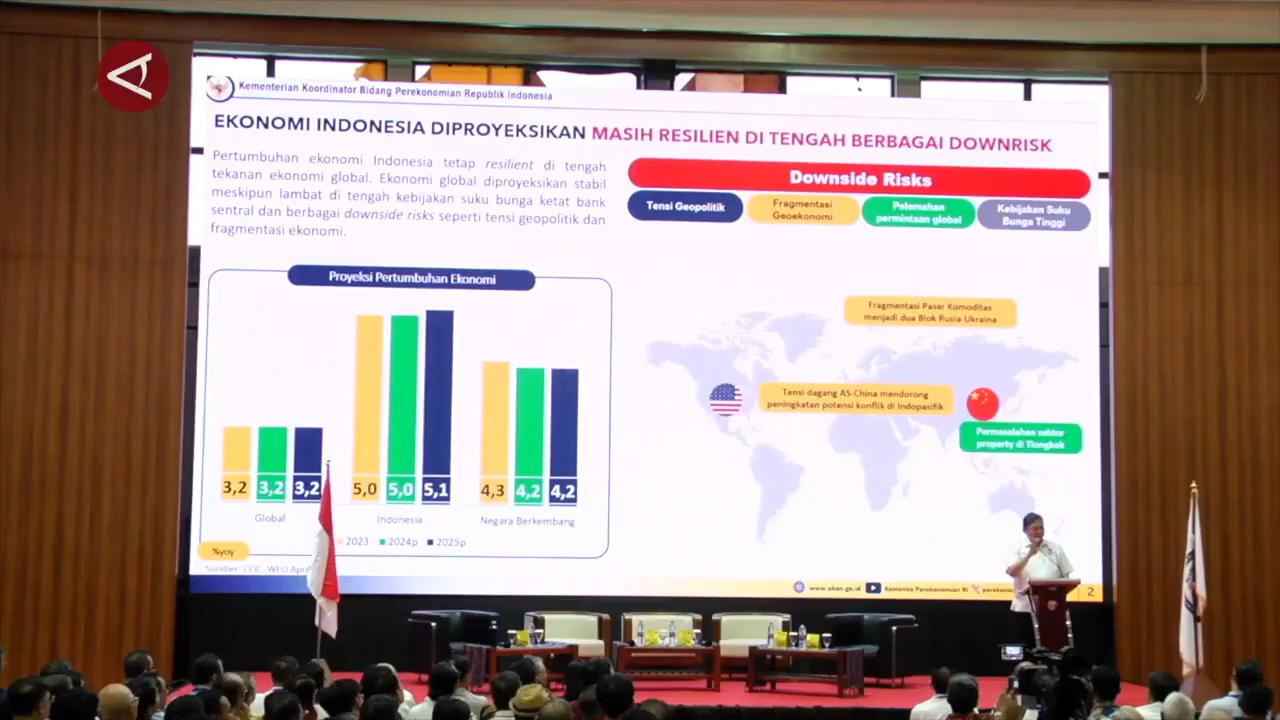 Kementerian Koordinator Bidang Perekonomian Republik Indonesia
EKONOMI INDONESIA DIPROYEKSIKAN MASIH RESILIEN DI TENGAH BERBAGAI DOWNRISK
Pertumbuhan ekonomi Indonesia tetap resilient di tengah
tekanan ekonomi global. Ekonomi global diproyeksikan stabil
meskipun lambat di tengah kebijakan suku bunga ketat bank
sentral dan berbagai downside risks seperti tensi geopolitik dan
fragmentasi ekonomi.
Proyeksi Pertumbuhan Ekonomi
3,2 3,2 3,2 5,0 5,0 5,1 4,3 4,2 4,2
Global Indonesia Negara Berkembang
2023 2024p 2025p
%yoy
Sumber: CEIC, WEO
Downside Risks
Tensi Geopolitik
Fragmentasi
Geoekonomi
Pelemahan
permintaan global
Kebijakan Suku
Bunga Tinggi
Fragmentasi Pasar Komoditas
menjadi dua Blok Rusia-Ukraina
Tensi dagang AS-China mendorong
peningkatan potensi konflik di Indopasifik
Permasalahan sektor
property di Tiongkok
www.ekon.go.id Kemenko Perekonomian RI 2